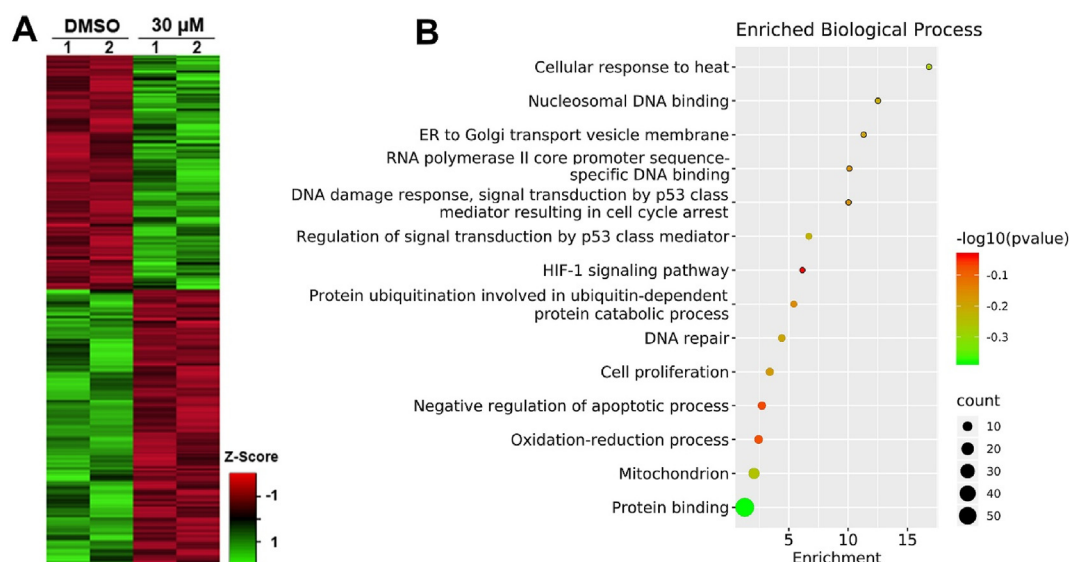 A
DMSO 30 µM
1 2 1 2
Z-Score
-1
1
B
Enriched Biological Process
Cellular response to heat
Nucleosomal DNA binding
ER to Golgi transport vesicle membrane
RNA polymerase II core promoter sequence-
specific DNA binding
DNA damage response, signal transduction by p53 class
mediator resulting in cell cycle arrest
Regulation of signal transduction by p53 class mediator
HIF-1 signaling pathway
Protein ubiquitination involved in ubiquitin-dependent
protein catabolic process
DNA repair
Cell proliferation
Negative regulation of apoptotic process
Oxidation-reduction process
Mitochondrion
Protein binding
5 10 15
Enrichment
-log10(pvalue)
-0.1
-0.2
-0.3
count
10
20
30
40
50